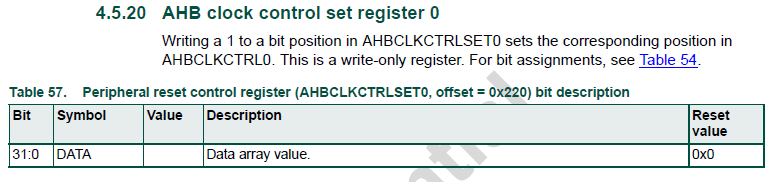 4.5.20 AHB clock control set register 0
Writing a 1 to a bit position in AHBCLKCTRLSET0 sets the corresponding position in
AHBCLKCTRL0. This is a write-only register. For bit assignments, see Table 54.
Table 57. Peripheral reset control register (AHBCLKCTRLSET0, offset = 0x220) bit description
Bit Symbol Value Description Reset
value
31:0 DATA Data array value. 0x0